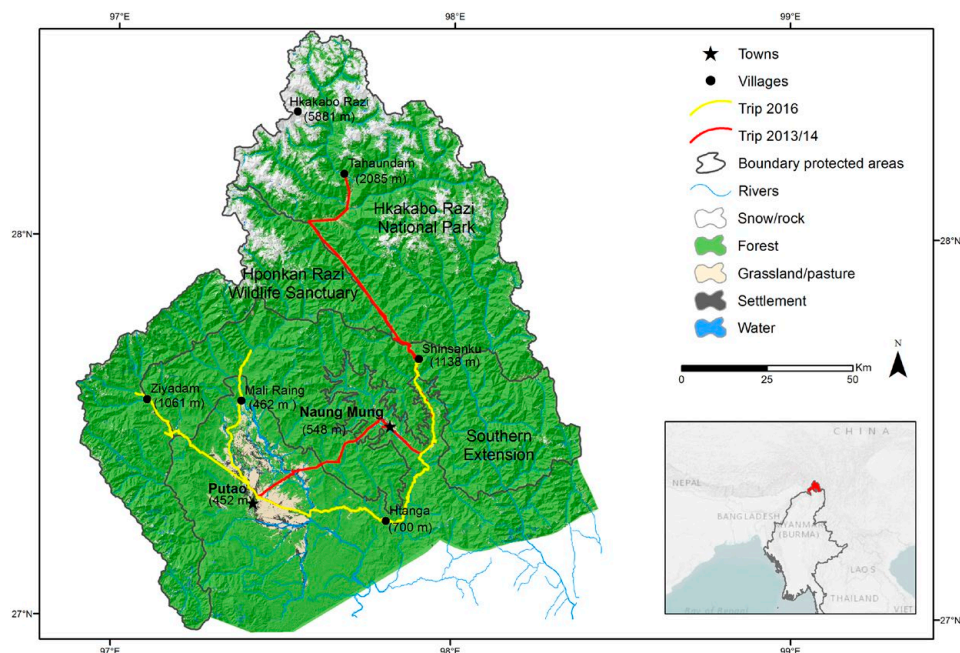 97°E
98°E
99°E
Hkakabo Razi
(5881 m)
Tahaundam
(2085 m)
Hkakabo Razi
National Park
28°N
28°N
Hponkan Razi
Wildlife Sanctuary
Shinsanku
(1138 m)
Ziyadam
(1061 m)
Mali Raing
(462 m)
Naung Mung
(548 m)
Southern
Extension
Putao
(452 m)
Htanga
(700 m)
27°N
27°N
97°E
98°E
99°E
Towns
Villages
Trip 2016
Trip 2013/14
Boundary protected areas
Rivers
Snow/rock
Forest
Grassland/pasture
Settlement
Water
N
0 25 50 Km
CHINA
NEPAL
BANGLADESH
MYANMAR
(BURMA)
LAOS
THAILAND
VIET
Bay of Bengal